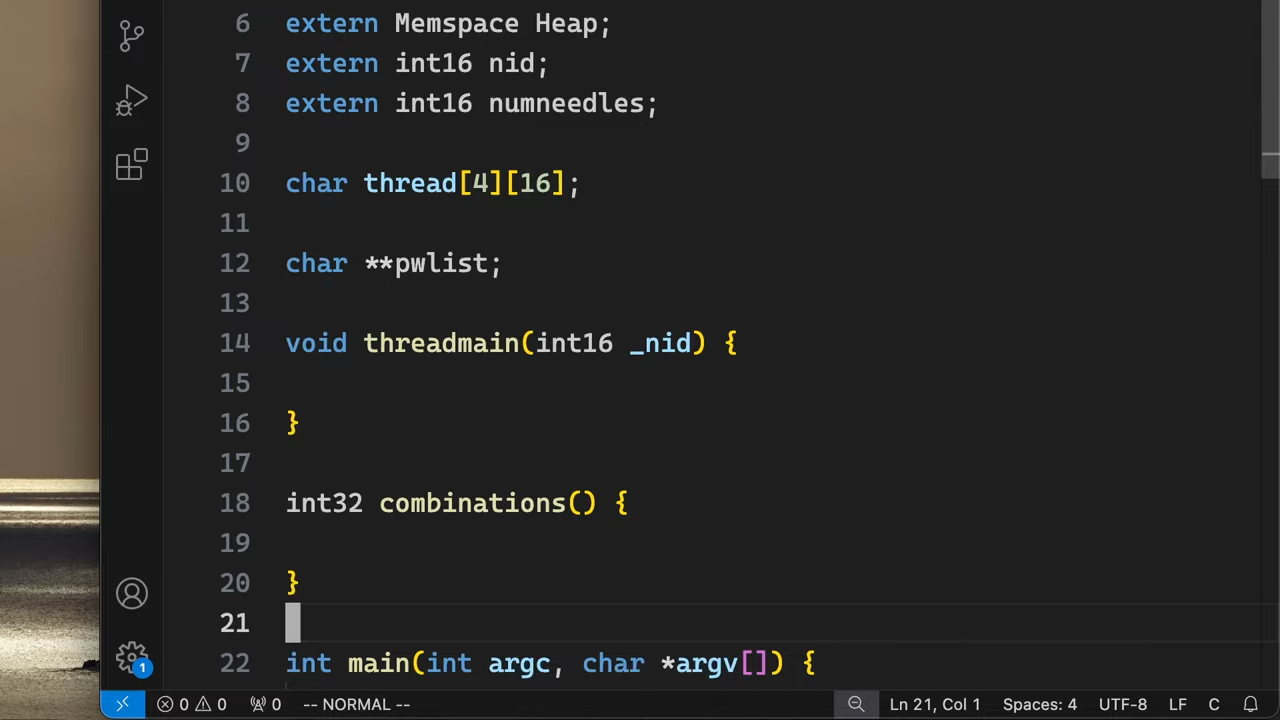 6 extern Memspace Heap;
7 extern int16 nid;
8 extern int16 numneedles;
9
10 char thread[4][16];
11
12 char **pwlist;
13
14 void threadmain(int16 _nid) {
15
16 }
17
18 int32 combinations() {
19
20 }
21
22 int main(int argc, char *argv[]) {
1
0 0 0 -- NORMAL -- Ln 21, Col 1 Spaces: 4 UTF-8 LF C